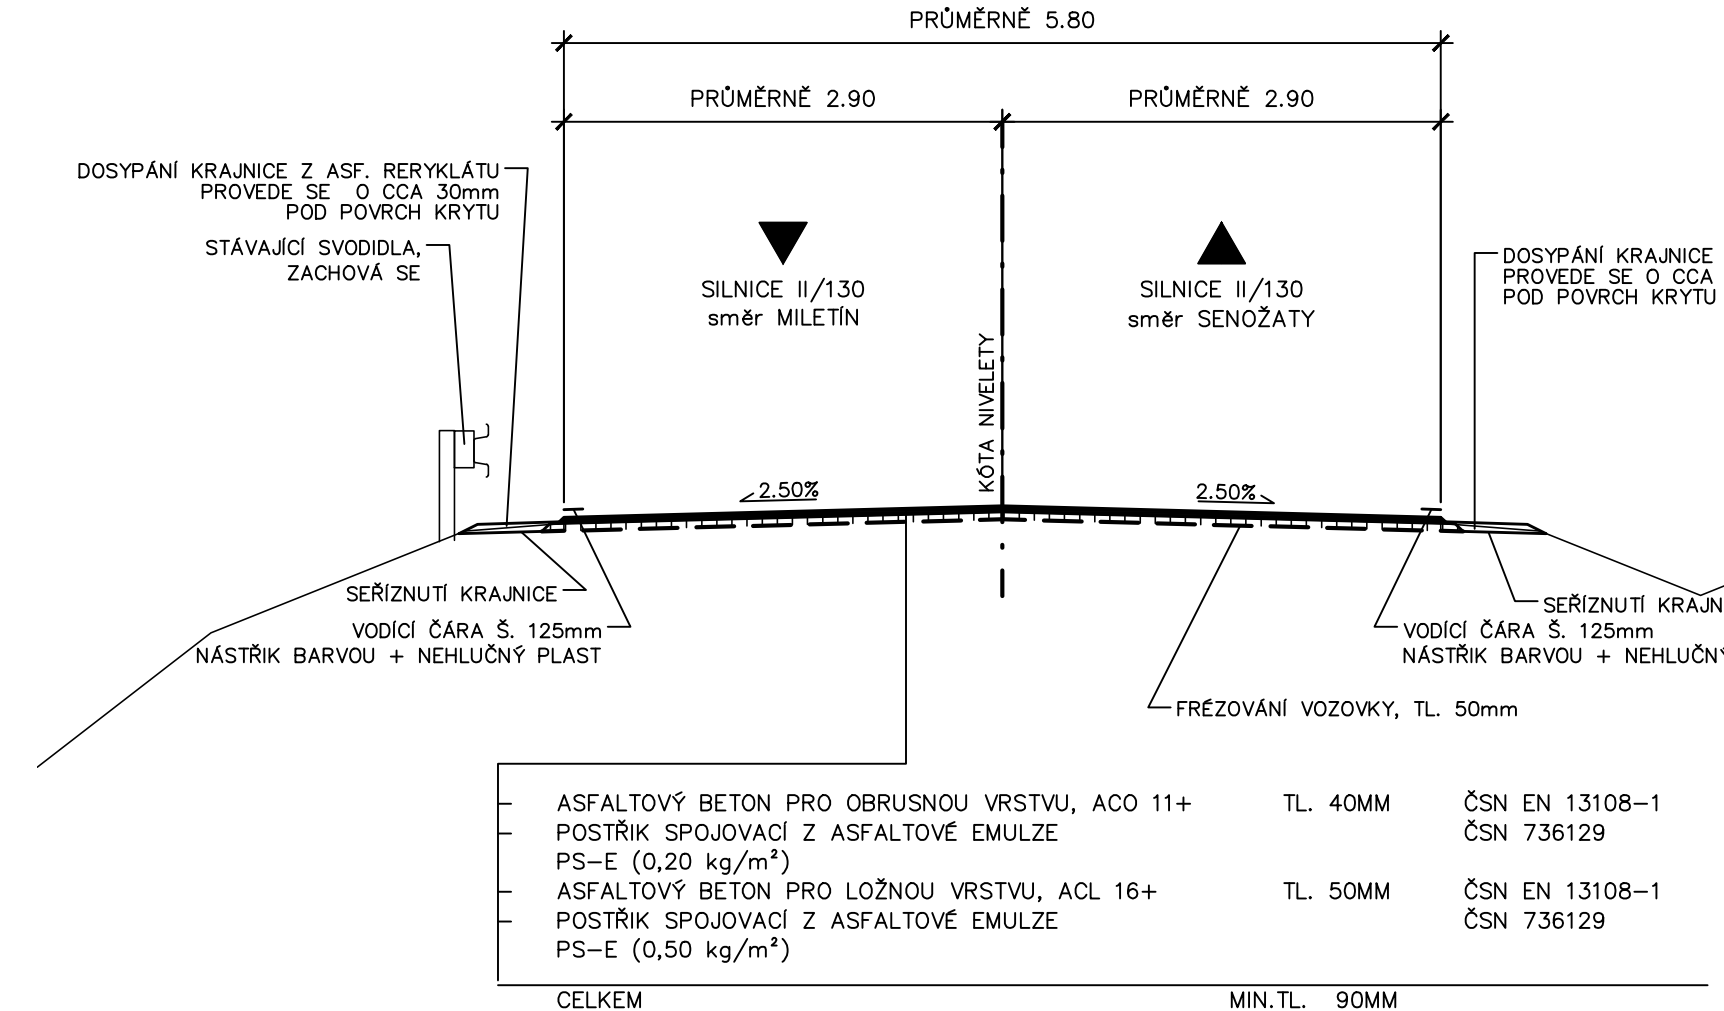 PRŮMĚRNĚ 5.80
PRŮMĚRNĚ 2.90
PRŮMĚRNĚ 2.90
DOSYPÁNÍ KRAJNICE Z ASF. RERYKLÁTU
PROVEDE SE O CCA 30mm
POD POVRCH KRYTU
STÁVAJÍCÍ SVODIDLA,
ZACHOVÁ SE
SILNICE II/130
směr MILETÍN
SILNICE II/130
směr SENOŽATY
DOSYPÁNÍ KRAJNICE
PROVEDE SE O CCA
POD POVRCH KRYTU
KÓTA NIVELETY
2.50%
2.50%
SEŘÍZNUTÍ KRAJNICE
VODÍCÍ ČÁRA Š. 125mm
NÁSTŘIK BARVOU + NEHLUČNÝ PLAST
SEŘÍZNUTÍ KRAJN
VODÍCÍ ČÁRA Š. 125mm
NÁSTŘIK BARVOU + NEHLUČNÝ
FRÉZOVÁNÍ VOZOVKY, TL. 50mm
ASFALTOVÝ BETON PRO OBRUSNOU VRSTVU, ACO 11+ TL. 40MM ČSN EN 13108-1
POSTŘIK SPOJOVACÍ Z ASFALTOVÉ EMULZE ČSN 736129
PS-E (0,20 kg/m²)
ASFALTOVÝ BETON PRO LOŽNOU VRSTVU, ACL 16+ TL. 50MM ČSN EN 13108-1
POSTŘIK SPOJOVACÍ Z ASFALTOVÉ EMULZE ČSN 736129
PS-E (0,50 kg/m²)
CELKEM MIN.TL. 90MM